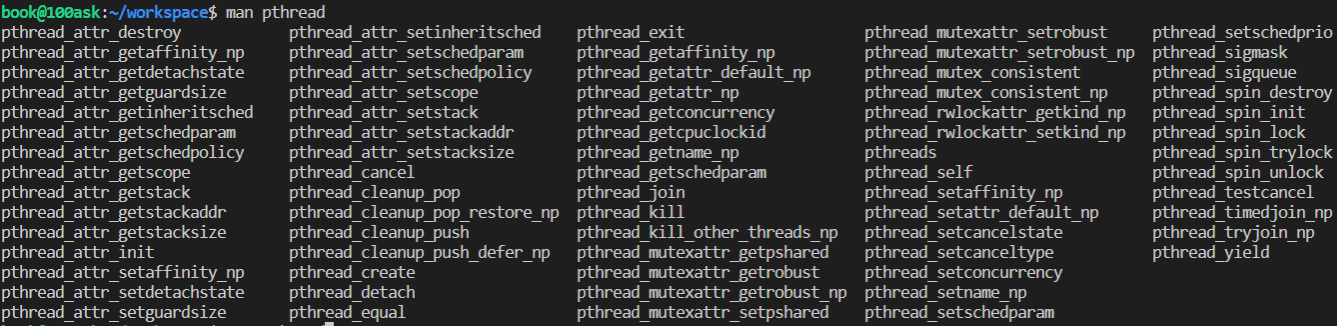 book@100ask:~/workspace$ man pthread
pthread_attr_destroy pthread_attr_setinheritsched pthread_exit pthread_mutexattr_setrobust pthread_setschedprio
pthread_attr_getaffinity_np pthread_attr_setschedparam pthread_getaffinity_np pthread_mutexattr_setrobust_np pthread_sigmask
pthread_attr_getdetachstate pthread_attr_setschedpolicy pthread_getattr_default_np pthread_mutex_consistent pthread_sigqueue
pthread_attr_getguardsize pthread_attr_setscope pthread_getattr_np pthread_mutex_consistent_np pthread_spin_destroy
pthread_attr_getinheritsched pthread_attr_setstack pthread_getconcurrency pthread_rwlockattr_getkind_np pthread_spin_init
pthread_attr_getschedparam pthread_attr_setstackaddr pthread_getcpuclockid pthread_rwlockattr_setkind_np pthread_spin_lock
pthread_attr_getschedpolicy pthread_attr_setstacksize pthread_getname_np pthreads pthread_spin_trylock
pthread_attr_getscope pthread_cancel pthread_getschedparam pthread_self pthread_spin_unlock
pthread_attr_getstack pthread_cleanup_pop pthread_join pthread_setaffinity_np pthread_testcancel
pthread_attr_getstackaddr pthread_cleanup_pop_restore_np pthread_kill pthread_setattr_default_np pthread_timedjoin_np
pthread_attr_getstacksize pthread_cleanup_push pthread_kill_other_threads_np pthread_setcancelstate pthread_tryjoin_np
pthread_attr_init pthread_cleanup_push_defer_np pthread_mutexattr_getpshared pthread_setcanceltype pthread_yield
pthread_attr_setaffinity_np pthread_create pthread_mutexattr_getrobust pthread_setconcurrency
pthread_attr_setdetachstate pthread_detach pthread_mutexattr_getrobust_np pthread_setname_np
pthread_attr_setguardsize pthread_equal pthread_mutexattr_setpshared pthread_setschedparam